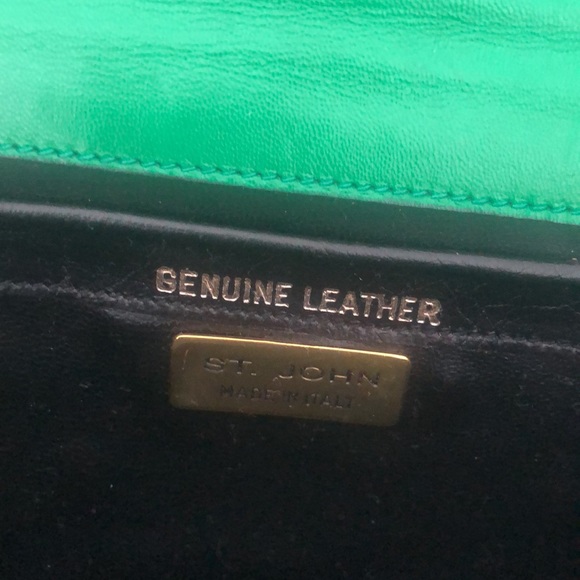 GENUINE LEATHER
ST. JOHN
MADE IN ITALY